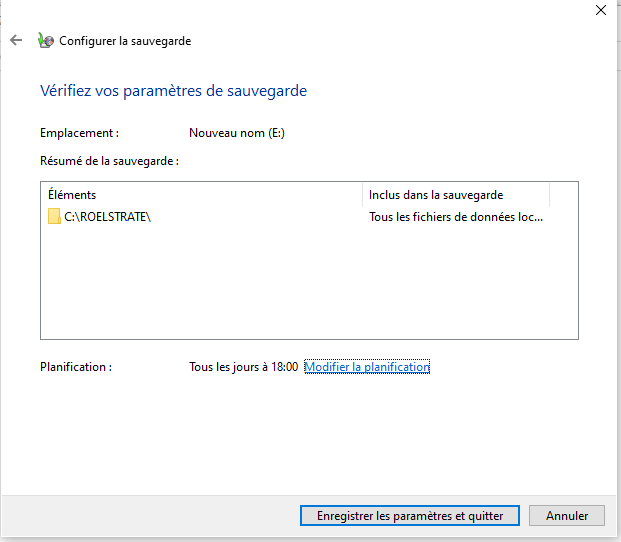 Configurer la sauvegarde
Vérifiez vos paramètres de sauvegarde
Emplacement : Nouveau nom (E:)
Résumé de la sauvegarde :
Éléments Inclus dans la sauvegarde
C:\ROELSTRATE\ Tous les fichiers de données loc...
Planification : Tous les jours à 18:00 Modifier la planification
Enregistrer les paramètres et quitter Annuler